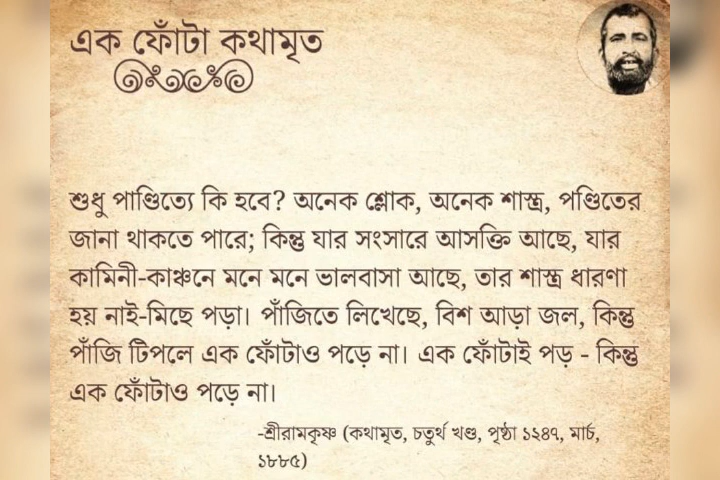 এক ফোঁটা কথামৃত
শুধু পাণ্ডিত্যে কি হবে? অনেক শ্লোক, অনেক শাস্ত্র, পণ্ডিতের
জানা থাকতে পারে; কিন্তু যার সংসারে আসক্তি আছে, যার
কামিনী-কাঞ্চনে মনে মনে ভালবাসা আছে, তার শাস্ত্র ধারণা
হয় নাই-মিছে পড়া। পাঁজিতে লিখেছে, বিশ আড়া জল, কিন্তু
পাঁজি টিপলে এক ফোঁটাও পড়ে না। এক ফোঁটাই পড় - কিন্তু
এক ফোঁটাও পড়ে না।
-শ্রীরামকৃষ্ণ (কথামৃত, চতুর্থ খণ্ড, পৃষ্ঠা ১২৪৭, মার্চ,
১৮৮৫)